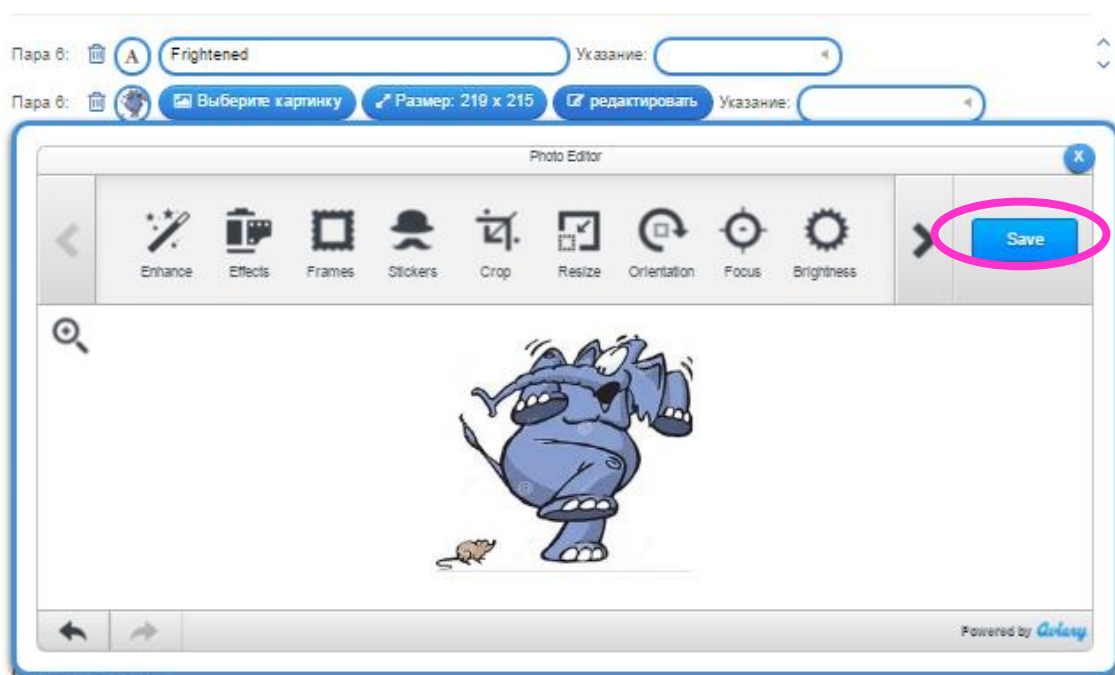 Пара 6: A Frightened Указание:
Пара 6: Выберите картинку Размер: 219 x 215 редактировать Указание:
Photo Editor
X
Enhance Effects Frames Stickers Crop Resize Orientation Focus Brightness
Save
Powered by Aviary